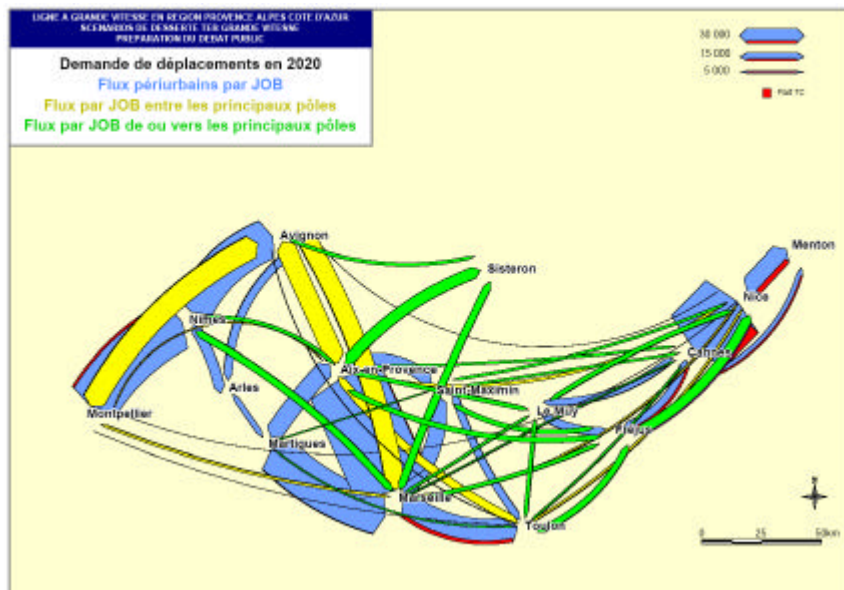 LIGNE A GRANDE VITESSE EN REGION PROVENCE ALPES COTE D'AZUR
SCENARIOS DE DESSERTE TER GRANDE VITESSE
PREPARATION DU DEBAT PUBLIC
Demande de déplacements en 2020
Flux périurbains par JOB
Flux par JOB entre les principaux pôles
Flux par JOB de ou vers les principaux pôles
30 000
15 000
5 000
TC
Avignon
Menton
Sisteron
Nice
Nimes
Cannes
Aix-en-Provence
Arles
Saint-Maximin
Montpellier
Le Muy
Fréjus
Martigues
Marseille
Toulon
0 25 50km